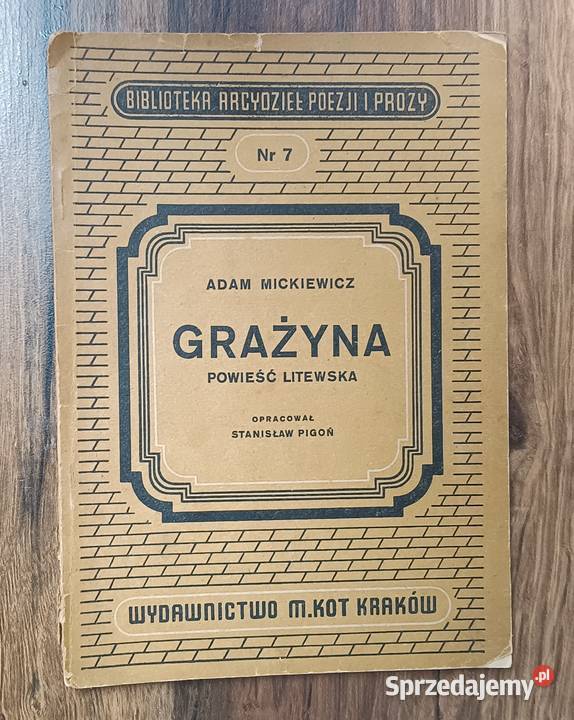 BIBLIOTEKA ARCYDZIEŁ POEZJI I PROZY
Nr 7
ADAM MICKIEWICZ
GRAŻYNA
POWIEŚĆ LITEWSKA
OPRACOWAŁ
STANISŁAW PIGOŃ
WYDAWNICTWO M.KOT KRAKÓW
Sprzedajemy.pl